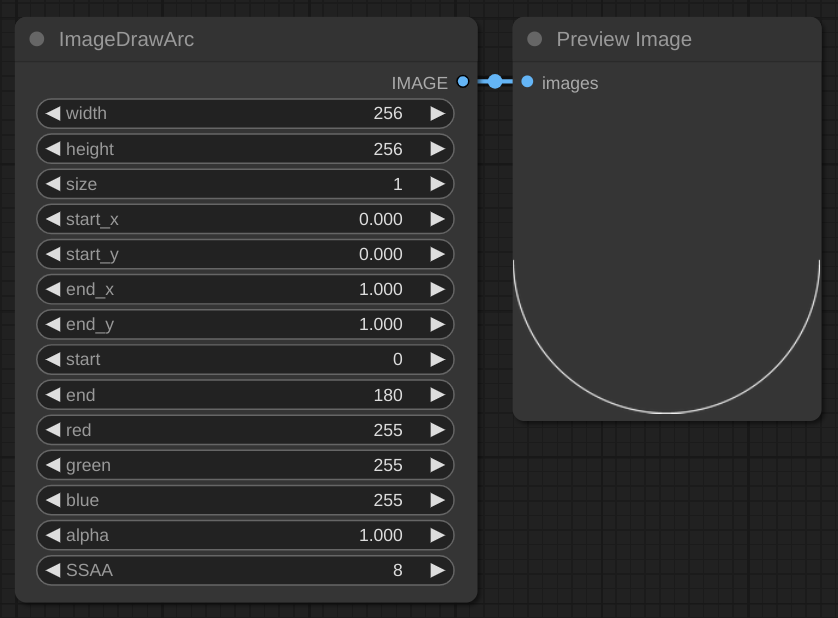 ImageDrawArc
IMAGE
width 256
height 256
size 1
start_x 0.000
start_y 0.000
end_x 1.000
end_y 1.000
start 0
end 180
red 255
green 255
blue 255
alpha 1.000
SSAA 8
Preview Image
images